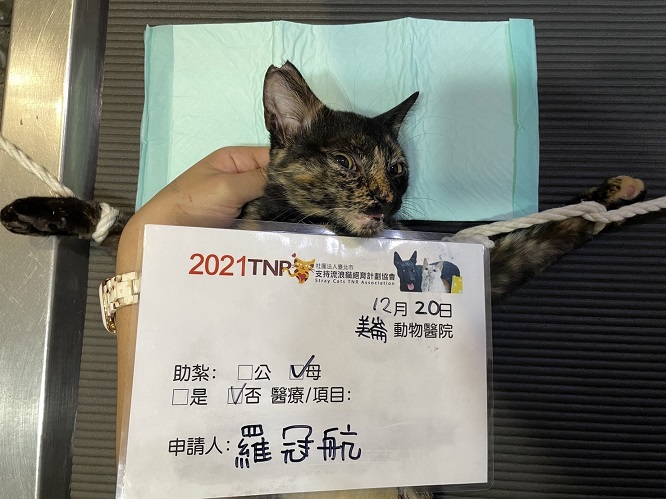 2021TNR
社團法人臺北市
支持流浪貓絕育計劃協會
Stray Cats TNR Association
12月20日
美崙 動物醫院
助紮: □公 ☑母
□是 ☑否 醫療/項目:
申請人: 羅冠航